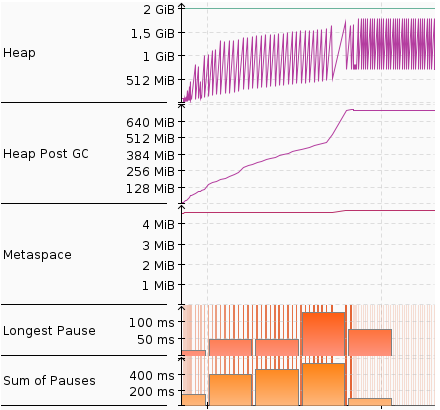 2 GiB
1,5 GiB
Heap
1 GiB
512 MiB
640 MiB
512 MiB
Heap Post GC
384 MiB
256 MiB
128 MiB
4 MiB
3 MiB
Metaspace
2 MiB
1 MiB
100 ms
Longest Pause
50 ms
400 ms
Sum of Pauses
200 ms